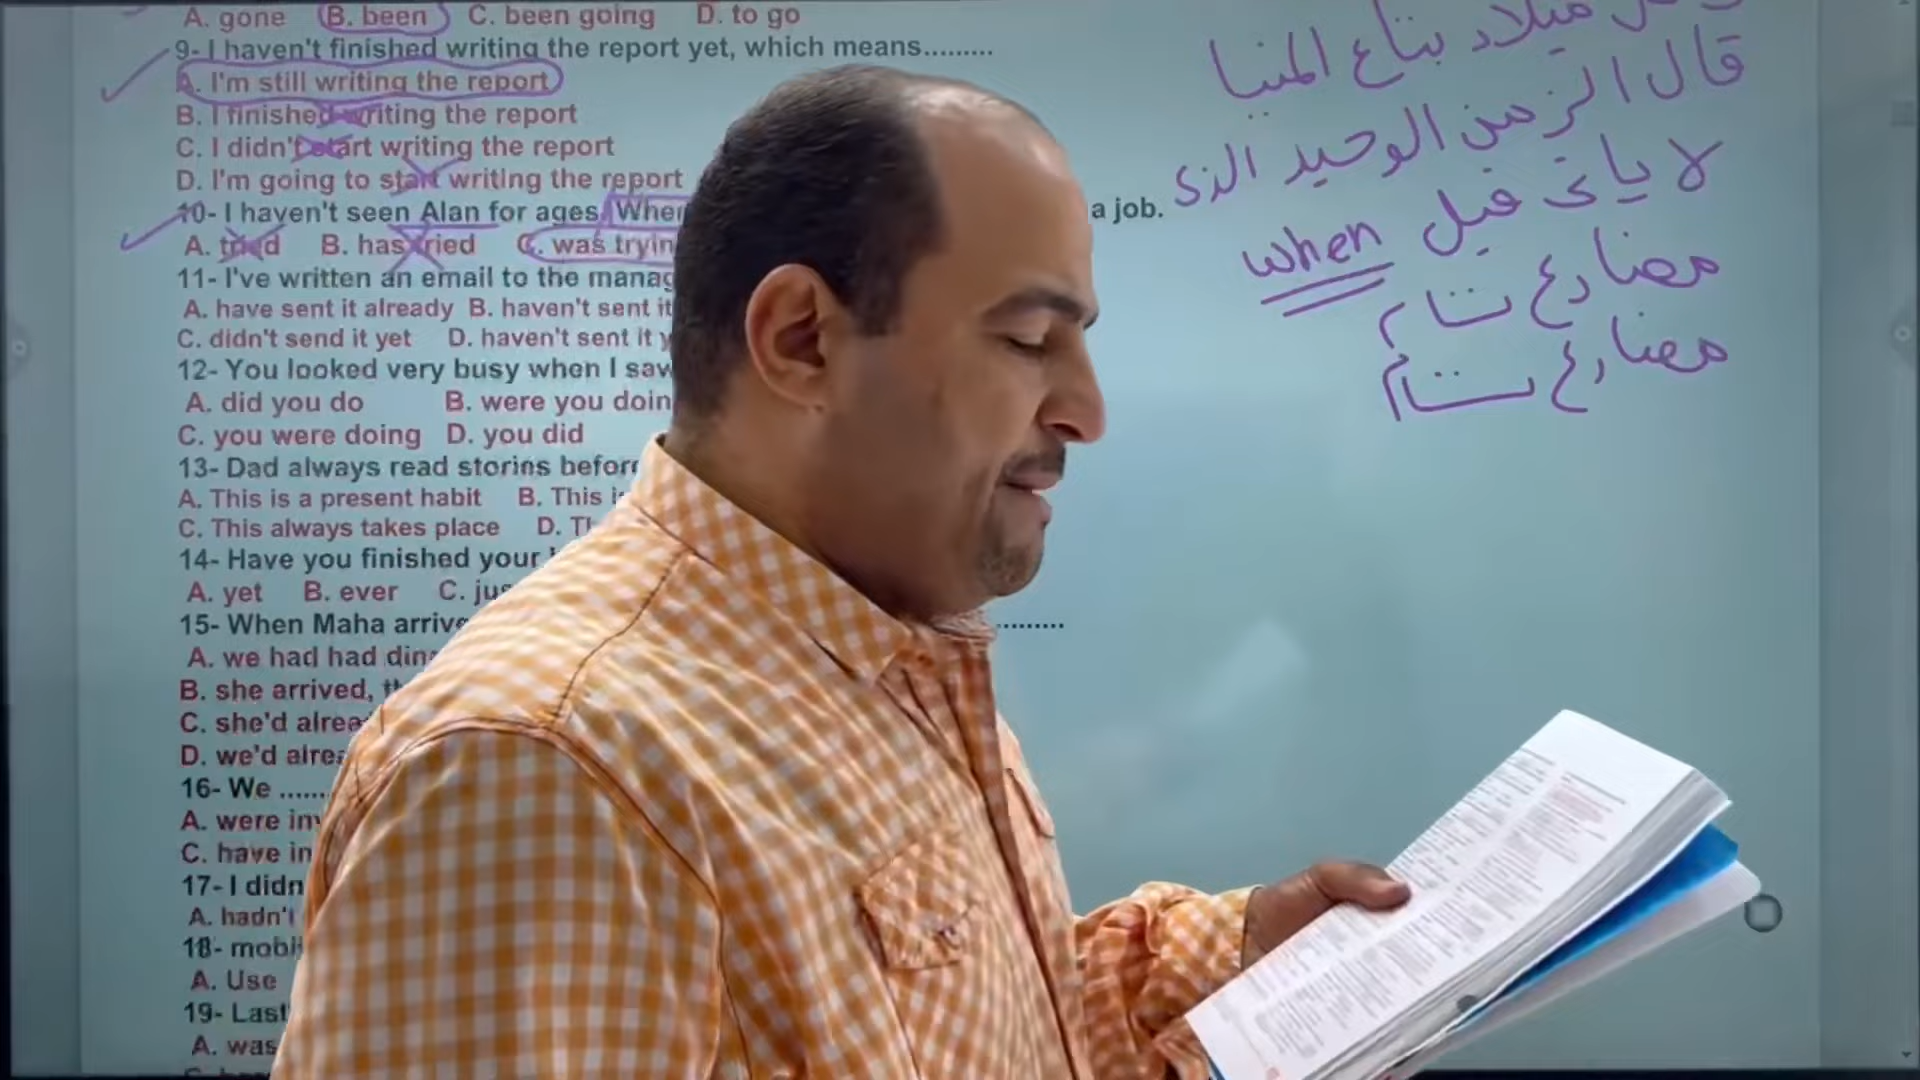 A. gone B. been C. been going D. to go
9- I haven't finished writing the report yet, which means.........
A. I'm still writing the report
B. I finished writing the report
C. I didn't start writing the report
D. I'm going to start writing the report
10- I haven't seen Alan for ages. When a job.
A. tried B. has tried C. was tryin
11- I've written an email to the manag
A. have sent it already B. haven't sent it
C. didn't send it yet D. haven't sent it y
12- You looked very busy when I saw
A. did you do B. were you doin
C. you were doing D. you did
13- Dad always read storins before
A. This is a present habit B. This is
C. This always takes place D. Th
14- Have you finished your
A. yet B. ever C. jus
15- When Maha arrive .........
A. we had had din
B. she arrived, th
C. she'd alrea
D. we'd alrea
16- We ......
A. were im
C. have in
17- I didn
A. hadn't
18- mobil
A. Use
19- Last
A. was
ميلاد بتاع المنيا
قال الزمن الوحيد الذى
لا ياتى قبل when
مضارع تام
مضارع تام